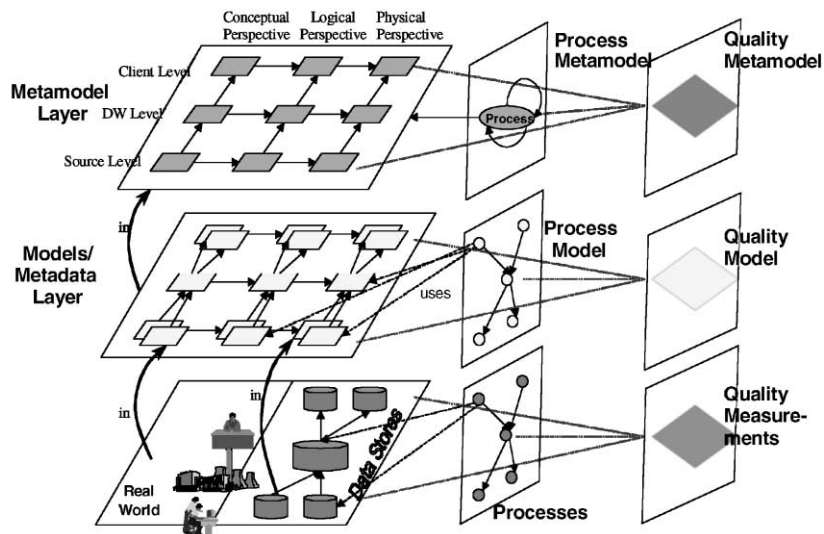 Conceptual Logical Physical
Perspective Perspective Perspective
Process
Metamodel
Quality
Metamodel
Client Level
Metamodel
Layer
DW Level
Process
Source Level
in
Process
Model
Quality
Model
Models/
Metadata
Layer
uses
in
in
Quality
Measure-
ments
Data Stores
Real
World
Processes